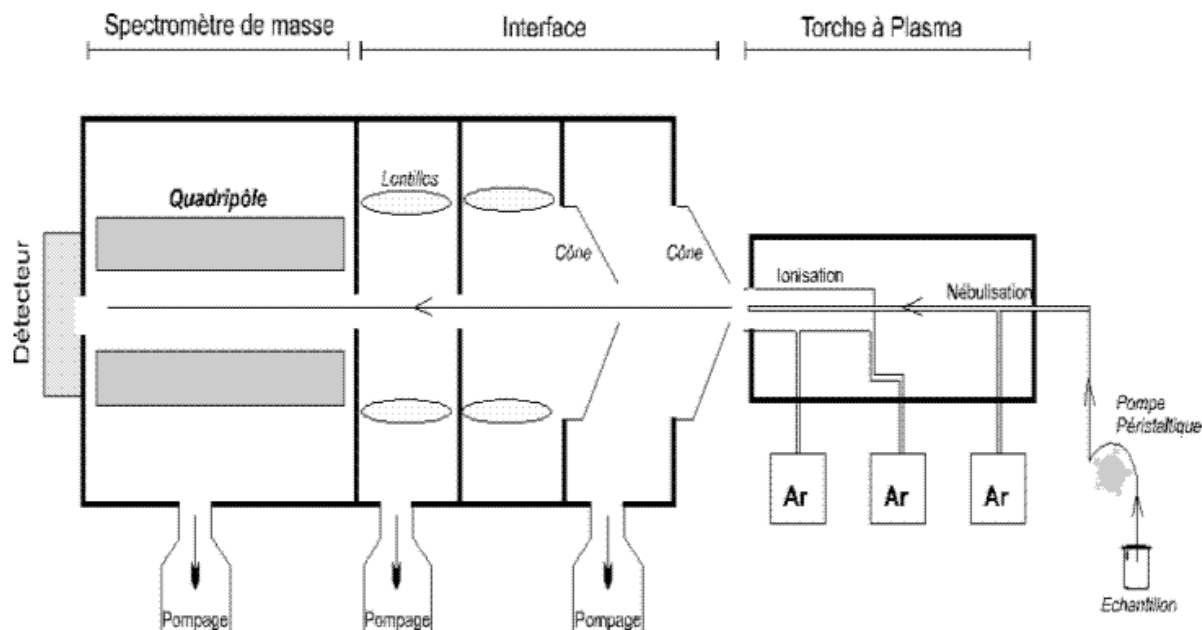 Spectromètre de masse
Interface
Torche à Plasma
Quadripôle
Lentilles
Cône
Cône
Ionisation
Nébulisation
Détecteur
Pompe
Péristaltique
Ar
Ar
Ar
Echantillon
Pompage
Pompage
Pompage